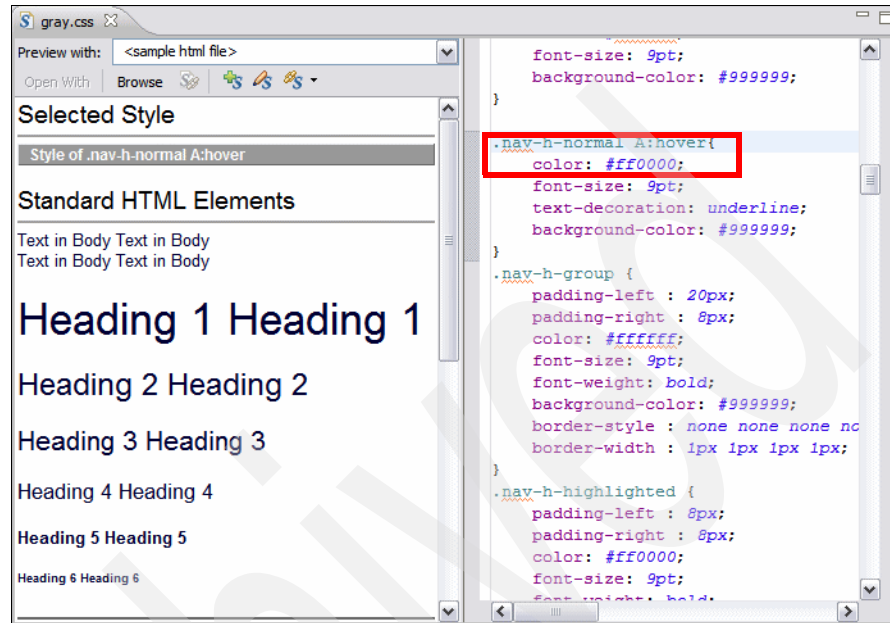 gray.css
Preview with:
<sample html file>
Open With
Browse
Selected Style
Style of .nav-h-normal A:hover
Standard HTML Elements
Text in Body Text in Body
Text in Body Text in Body
Heading 1 Heading 1
Heading 2 Heading 2
Heading 3 Heading 3
Heading 4 Heading 4
Heading 5 Heading 5
Heading 6 Heading 6
font-size: 9pt;
background-color: #999999;
}
.nav-h-normal A:hover{
color: #ff0000;
font-size: 9pt;
text-decoration: underline;
background-color: #999999;
}
.nav-h-group {
padding-left : 20px;
padding-right : 8px;
color: #ffffff;
font-size: 9pt;
font-weight: bold;
background-color: #999999;
border-style : none none none no
border-width : 1px 1px 1px 1px;
}
.nav-h-highlighted {
padding-left : 8px;
padding-right : 8px;
color: #ff0000;
font-size: 9pt;
font-weight: bold;